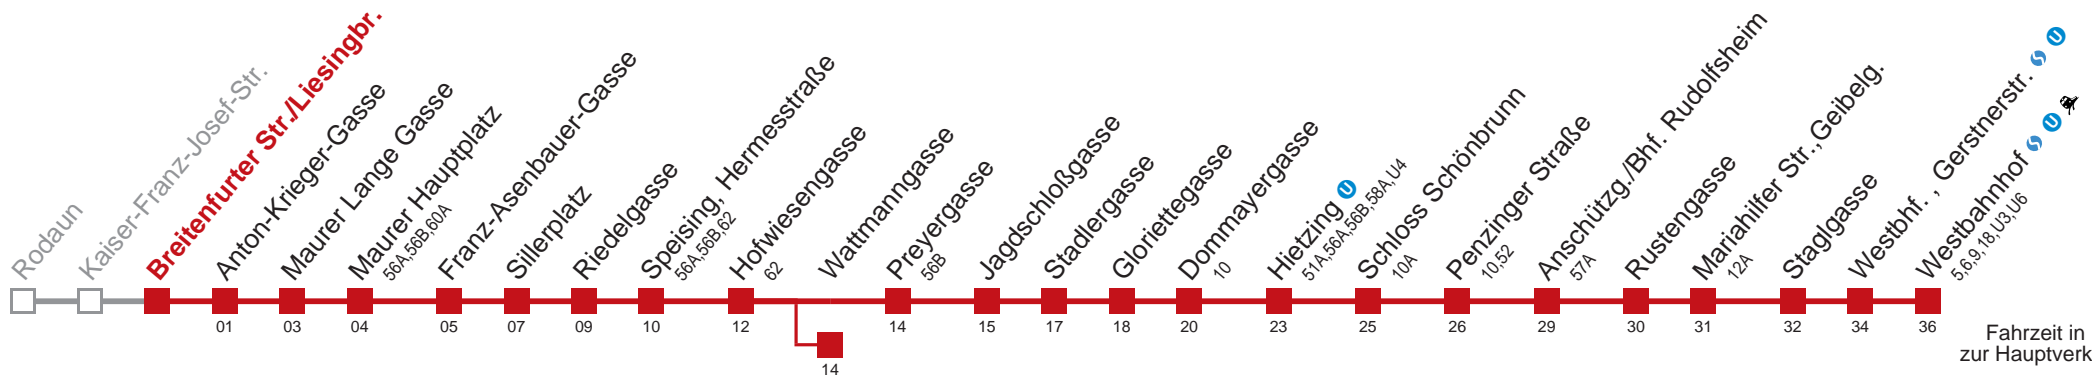 Rodaun
Kaiser-Franz-Josef-Str.
Breitenfurter Str./Liesingbr.
Anton-Krieger-Gasse
01
Maurer Lange Gasse
03
Maurer Hauptplatz
56A,56B,60A
04
Franz-Asenbauer-Gasse
05
Sillerplatz
07
Riedelgasse
09
Speising, Hermesstraße
56A,56B,62
10
Hofwiesengasse
62
12
Wattmanngasse
14
Preyergasse
56B
14
Jagdschloßgasse
15
Stadlergasse
17
Gloriettegasse
18
Dommayergasse
10
20
Hietzing U
51A,56A,56B,58A,U4
23
Schloss Schönbrunn
10A
25
Penzinger Straße
10,52
26
Anschützg./Bhf. Rudolfsheim
57A
29
Rustengasse
30
Mariahilfer Str.,Geibelg.
12A
31
Staglgasse
32
Westbhf. , Gerstnerstr. S U
34
Westbahnhof S U
5,6,9,18,U3,U6
36
Fahrzeit in
zur Hauptverk